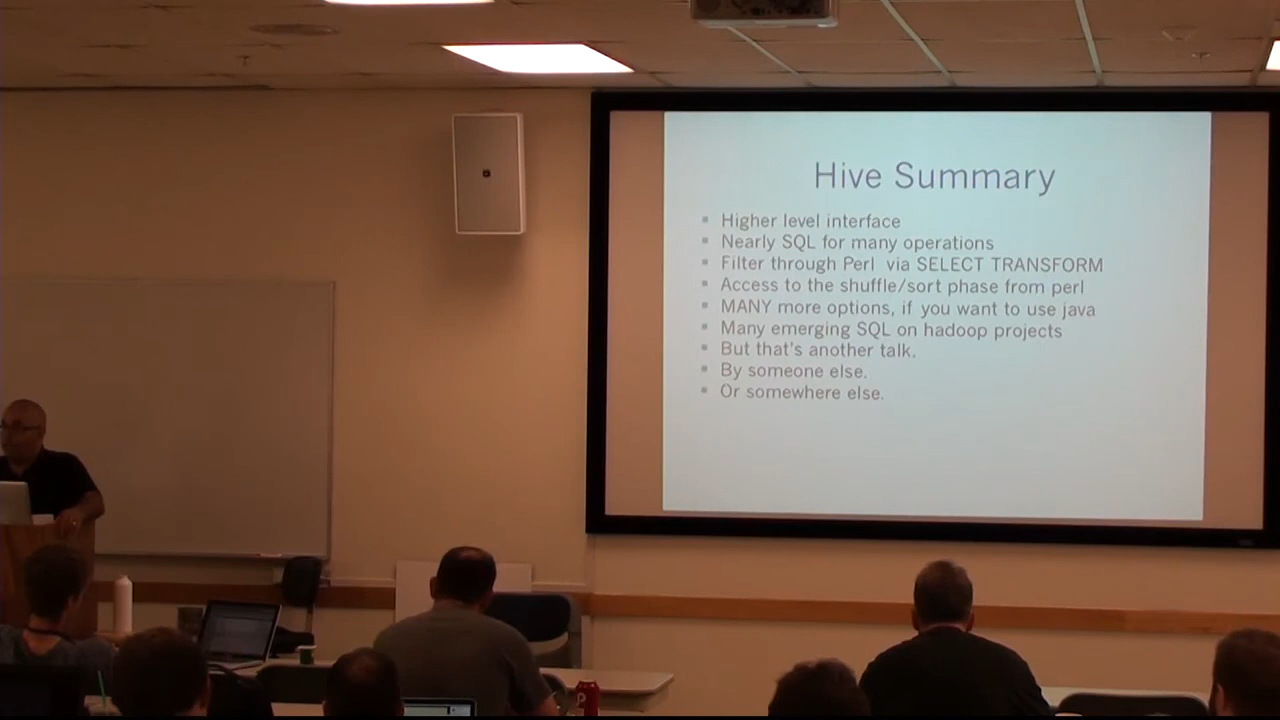 Hive Summary
Higher level interface
Nearly SQL for many operations
Filter through Perl via SELECT TRANSFORM
Access to the shuffle/sort phase from perl
MANY more options, if you want to use java
Many emerging SQL on hadoop projects
But that's another talk.
By someone else.
Or somewhere else.